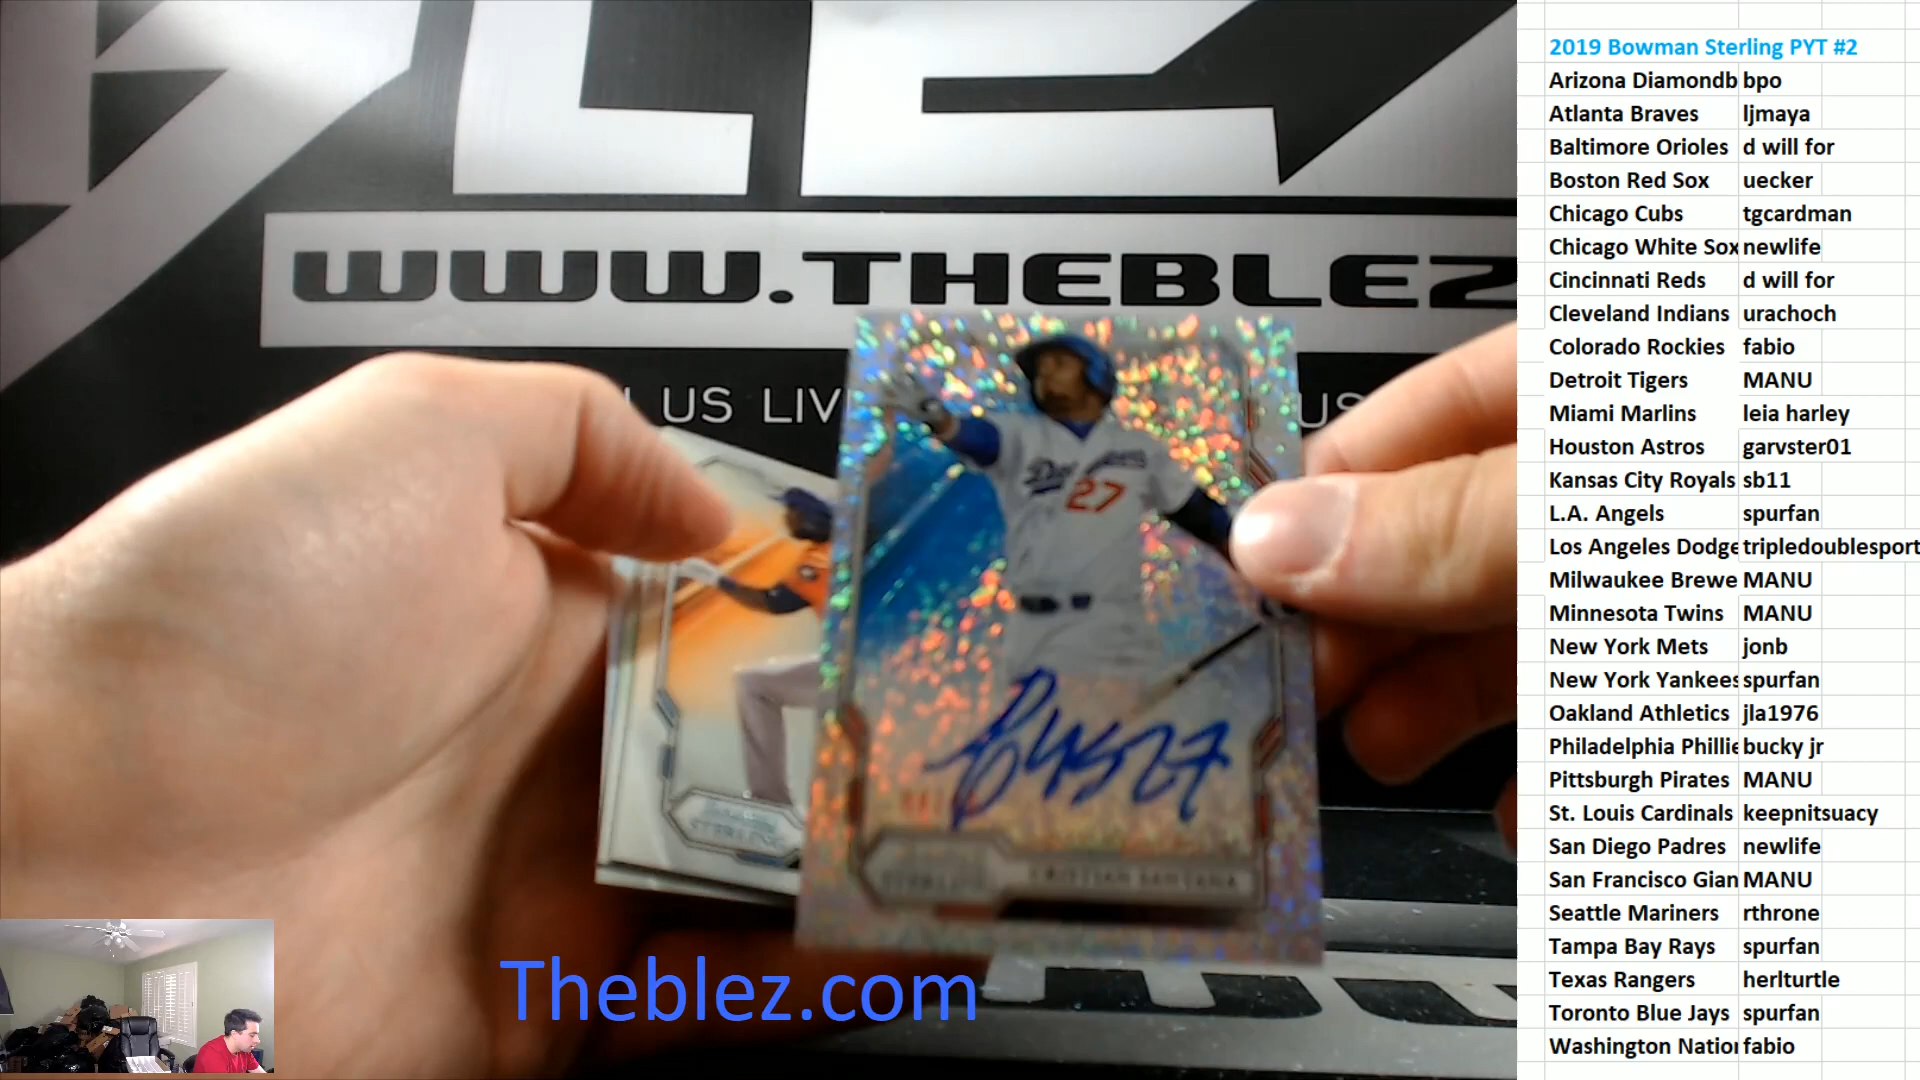 WWW.THEBLEZ
US LIV
US
Dodgers
27
CRISTIAN SANTANA
Theblez.com
2019 Bowman Sterling PYT #2
Arizona Diamondb bpo
Atlanta Braves ljmaya
Baltimore Orioles d will for
Boston Red Sox uecker
Chicago Cubs tgcardman
Chicago White Sox newlife
Cincinnati Reds d will for
Cleveland Indians urachoch
Colorado Rockies fabio
Detroit Tigers MANU
Miami Marlins leia harley
Houston Astros garvster01
Kansas City Royals sb11
L.A. Angels spurfan
Los Angeles Dodge tripledoublesport
Milwaukee Brewe MANU
Minnesota Twins MANU
New York Mets jonb
New York Yankees spurfan
Oakland Athletics jla1976
Philadelphia Phillie bucky jr
Pittsburgh Pirates MANU
St. Louis Cardinals keepnitsuacy
San Diego Padres newlife
San Francisco Gian MANU
Seattle Mariners rthrone
Tampa Bay Rays spurfan
Texas Rangers herlturtle
Toronto Blue Jays spurfan
Washington Natio fabio